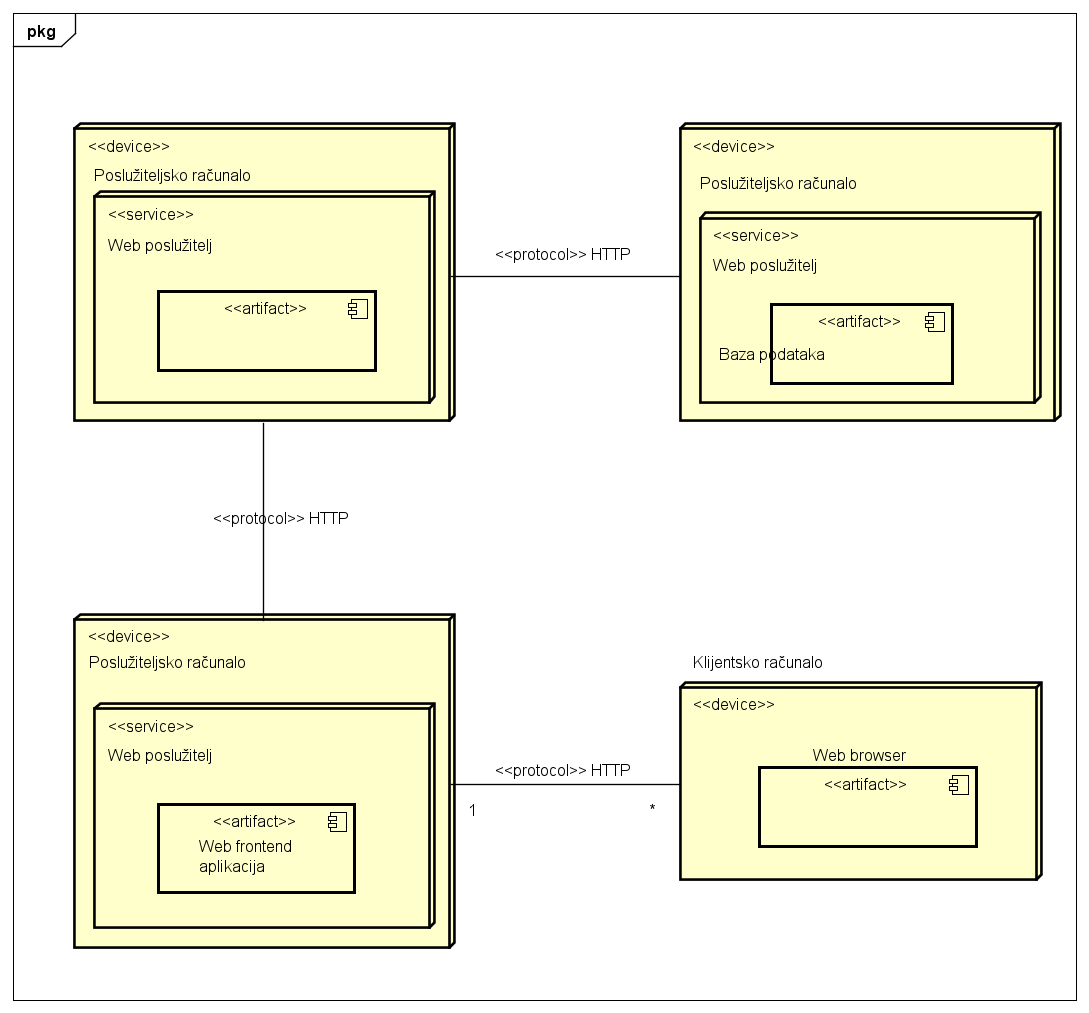 pkg
<<device>>
Poslužiteljsko računalo
<<service>>
Web poslužitelj
<<artifact>>
<<protocol>> HTTP
<<device>>
Poslužiteljsko računalo
<<service>>
Web poslužitelj
<<artifact>>
Baza podataka
<<protocol>> HTTP
<<device>>
Poslužiteljsko računalo
<<service>>
Web poslužitelj
<<artifact>>
Web frontend
aplikacija
<<protocol>> HTTP
1
*
Klijentsko računalo
<<device>>
Web browser
<<artifact>>